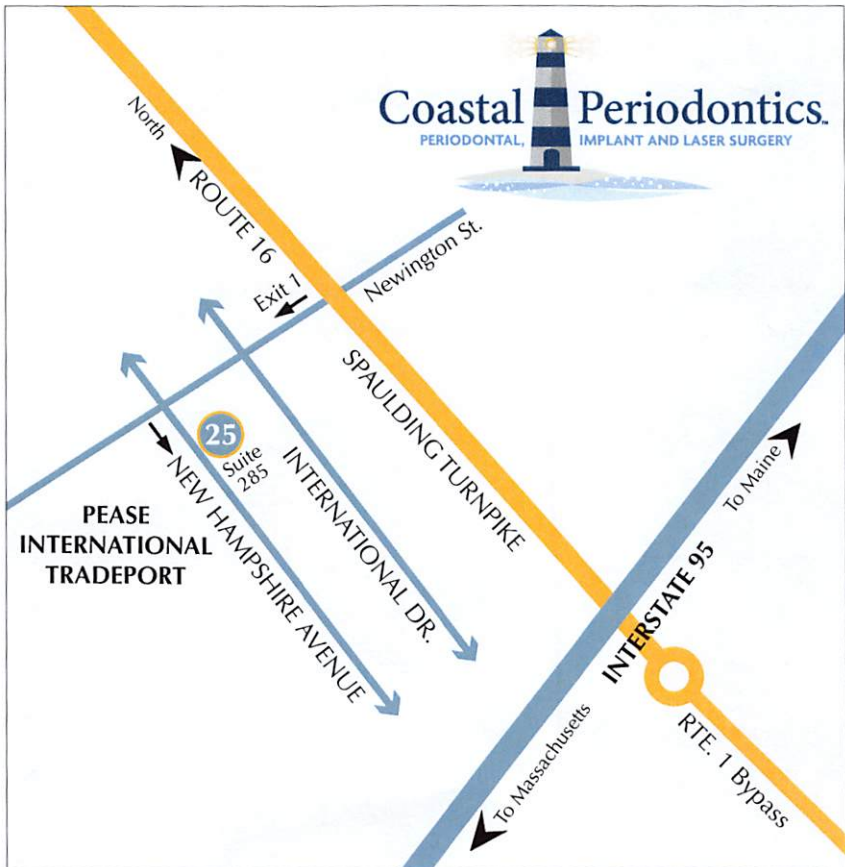 Coastal Periodontics™
PERIODONTAL, IMPLANT AND LASER SURGERY
North
ROUTE 16
Exit 1
Newington St.
SPAULDING TURNPIKE
25
Suite
285
INTERNATIONAL DR.
NEW HAMPSHIRE AVENUE
PEASE
INTERNATIONAL
TRADEPORT
To Maine
INTERSTATE 95
To Massachusetts
RTE. 1 Bypass